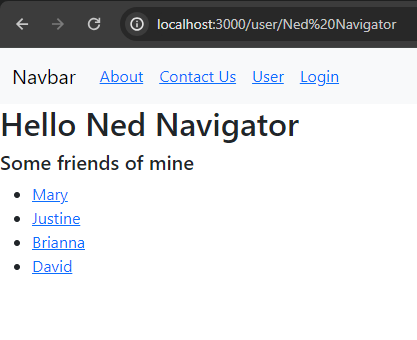 localhost:3000/user/Ned%20Navigator
Navbar About Contact Us User Login
Hello Ned Navigator
Some friends of mine
Mary
Justine
Brianna
David